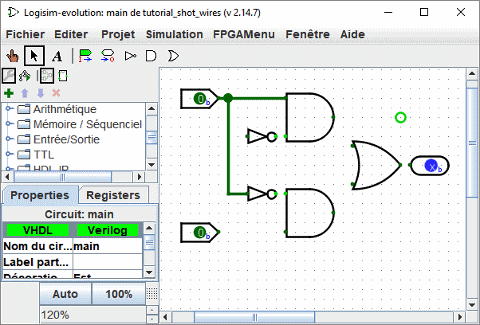 Logisim-evolution: main de tutorial_shot_wires (v 2.14.7)
Fichier Editer Projet Simulation FPGAMenu Fenêtre Aide
A
Arithmétique
Mémoire / Séquenciel
Entrée/Sortie
TTL
HDL-IP
Properties Registers
Circuit: main
VHDL Verilog
Nom du cir... main
Label part...
Décoratio... Est
Auto 100%
120%
0 b
0 b
x b